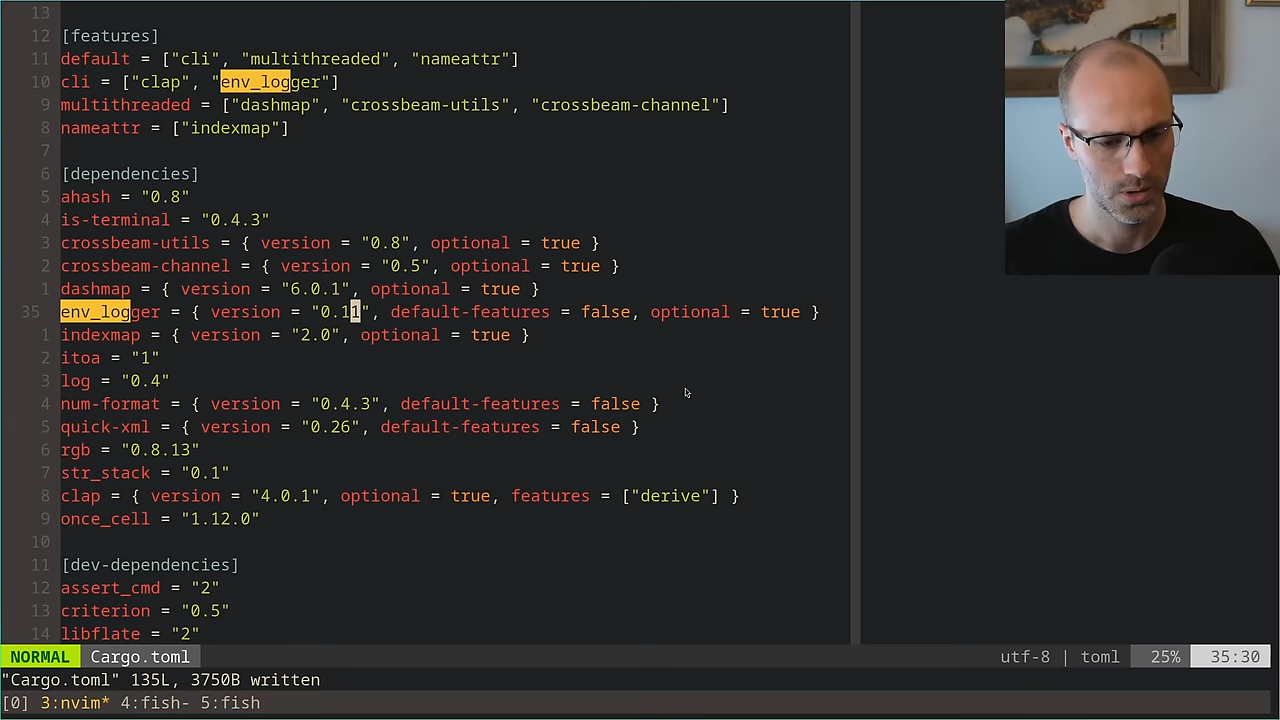 13
12 [features]
11 default = ["cli", "multithreaded", "nameattr"]
10 cli = ["clap", "env_logger"]
9 multithreaded = ["dashmap", "crossbeam-utils", "crossbeam-channel"]
8 nameattr = ["indexmap"]
7
6 [dependencies]
5 ahash = "0.8"
4 is-terminal = "0.4.3"
3 crossbeam-utils = { version = "0.8", optional = true }
2 crossbeam-channel = { version = "0.5", optional = true }
1 dashmap = { version = "6.0.1", optional = true }
35 env_logger = { version = "0.11", default-features = false, optional = true }
1 indexmap = { version = "2.0", optional = true }
2 itoa = "1"
3 log = "0.4"
4 num-format = { version = "0.4.3", default-features = false }
5 quick-xml = { version = "0.26", default-features = false }
6 rgb = "0.8.13"
7 str_stack = "0.1"
8 clap = { version = "4.0.1", optional = true, features = ["derive"] }
9 once_cell = "1.12.0"
10
11 [dev-dependencies]
12 assert_cmd = "2"
13 criterion = "0.5"
14 libflate = "2"
NORMAL Cargo.toml utf-8 | toml 25% 35:30
"Cargo.toml" 135L, 3750B written
[0] 3:nvim* 4:fish- 5:fish